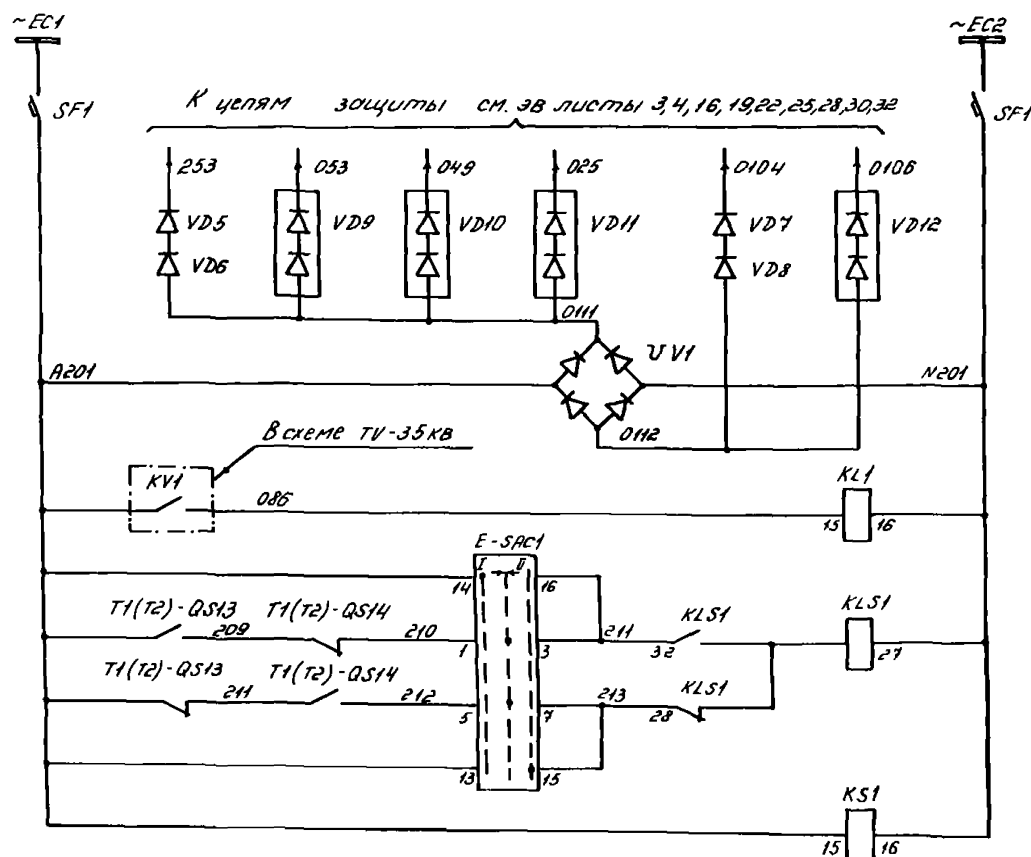 ~EC1
~EC2
SF1
SF1
К цепям защиты см. ЭВ листы 3,4,16,19,22,25,28,30,32
253
053
049
025
0104
0106
VD5
VD9
VD10
VD11
VD7
VD12
VD6
VD8
0111
UV1
A201
N201
0112
В схеме TV-35кв
KV1
086
KL1
15
16
E-SAC1
I
II
14
16
T1(T2)-QS13
T1(T2)-QS14
KLS1
KLS1
209
210
211
1
3
32
27
T1(T2)-QS13
T1(T2)-QS14
KLS1
211
212
213
5
7
28
13
15
KS1
15
16